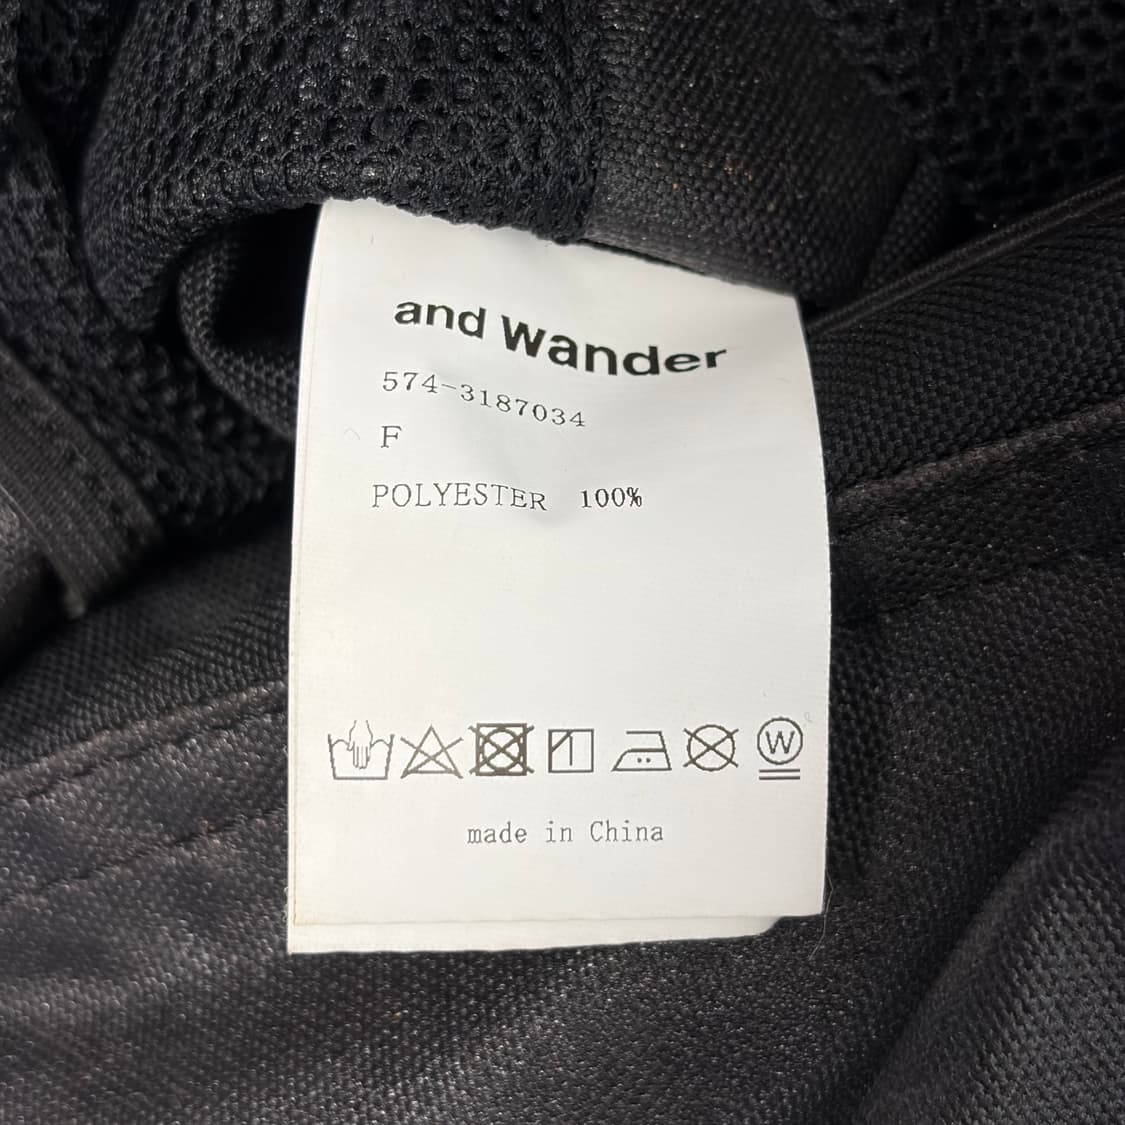 and wander
574-3187034
F
POLYESTER 100%
W
made in China